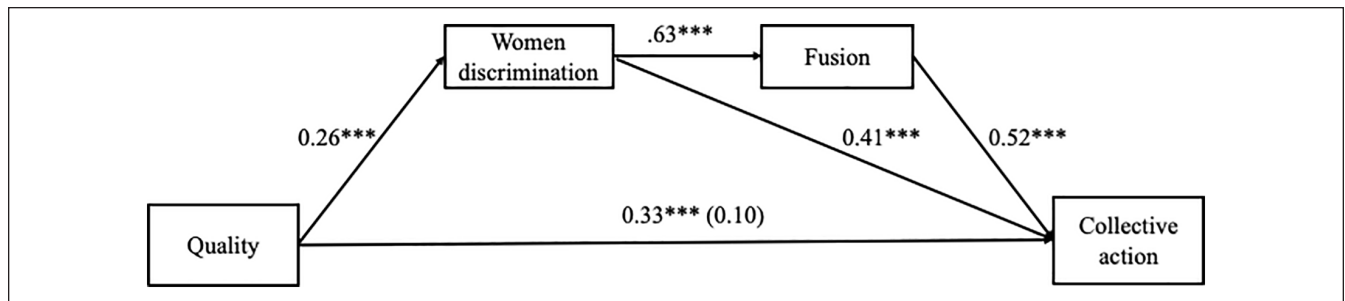 Women
discrimination
.63***
Fusion
0.26***
0.41***
0.52***
Quality
0.33*** (0.10)
Collective
action